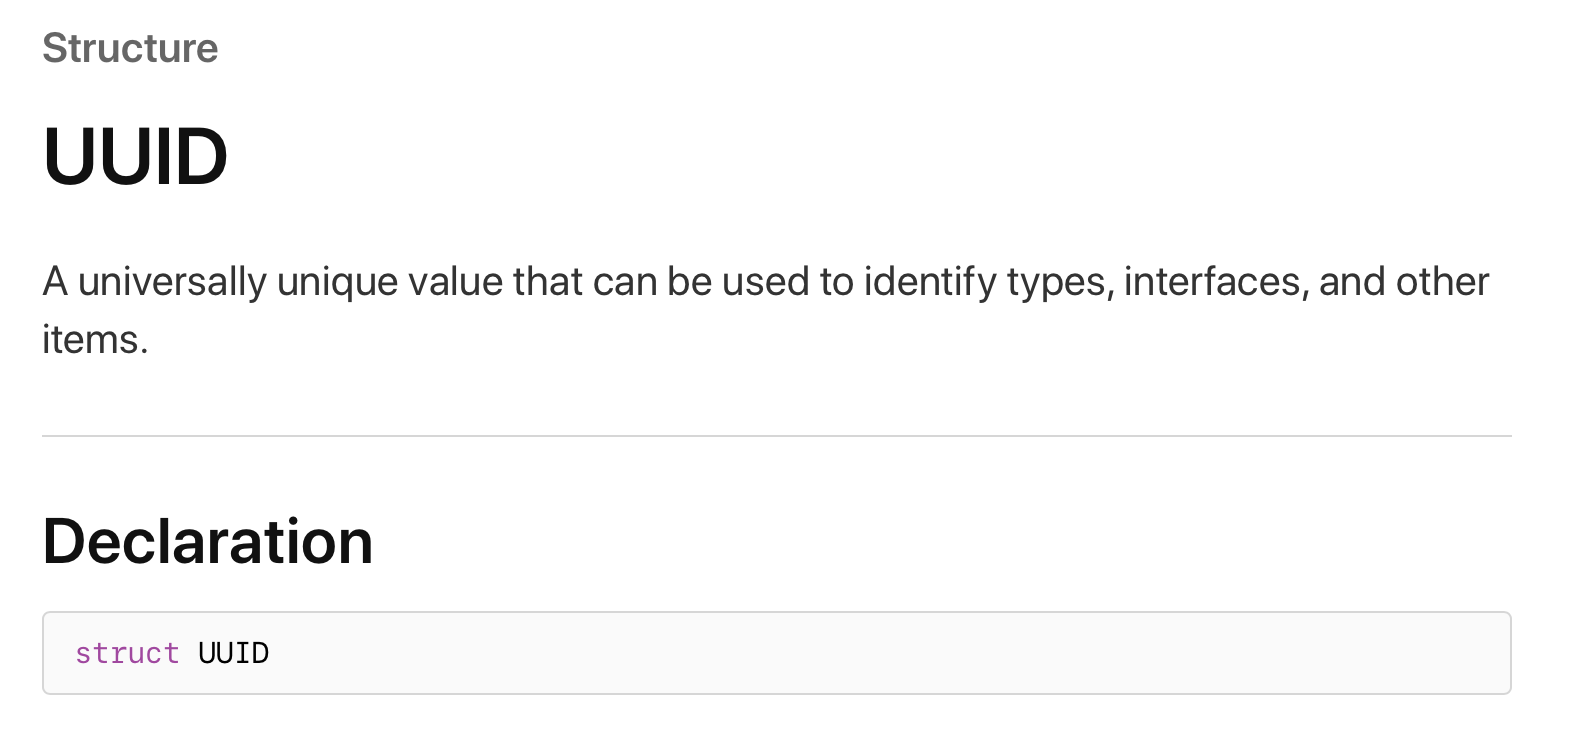 Structure
UUID
A universally unique value that can be used to identify types, interfaces, and other
items.
Declaration
struct UUID